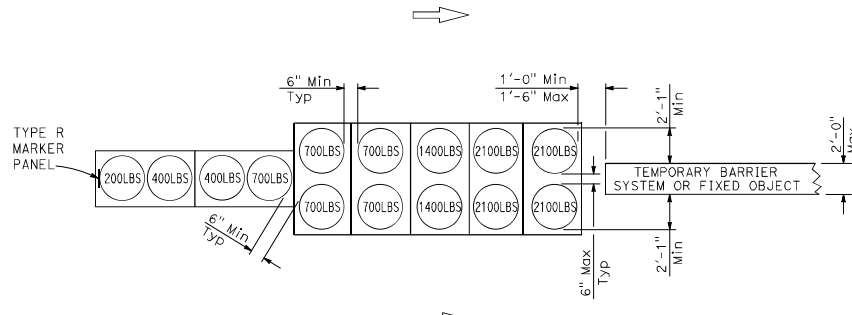 6" Min
Typ
1'-0" Min
1'-6" Max
2'-1"
Min
2'-0"
Max
TYPE R
MARKER
PANEL
700LBS 700LBS 1400LBS 2100LBS 2100LBS
200LBS 400LBS 400LBS 700LBS
TEMPORARY BARRIER
SYSTEM OR FIXED OBJECT
700LBS 700LBS 1400LBS 2100LBS 2100LBS
6" Min
Typ
6" Max
Typ
2'-1"
Min